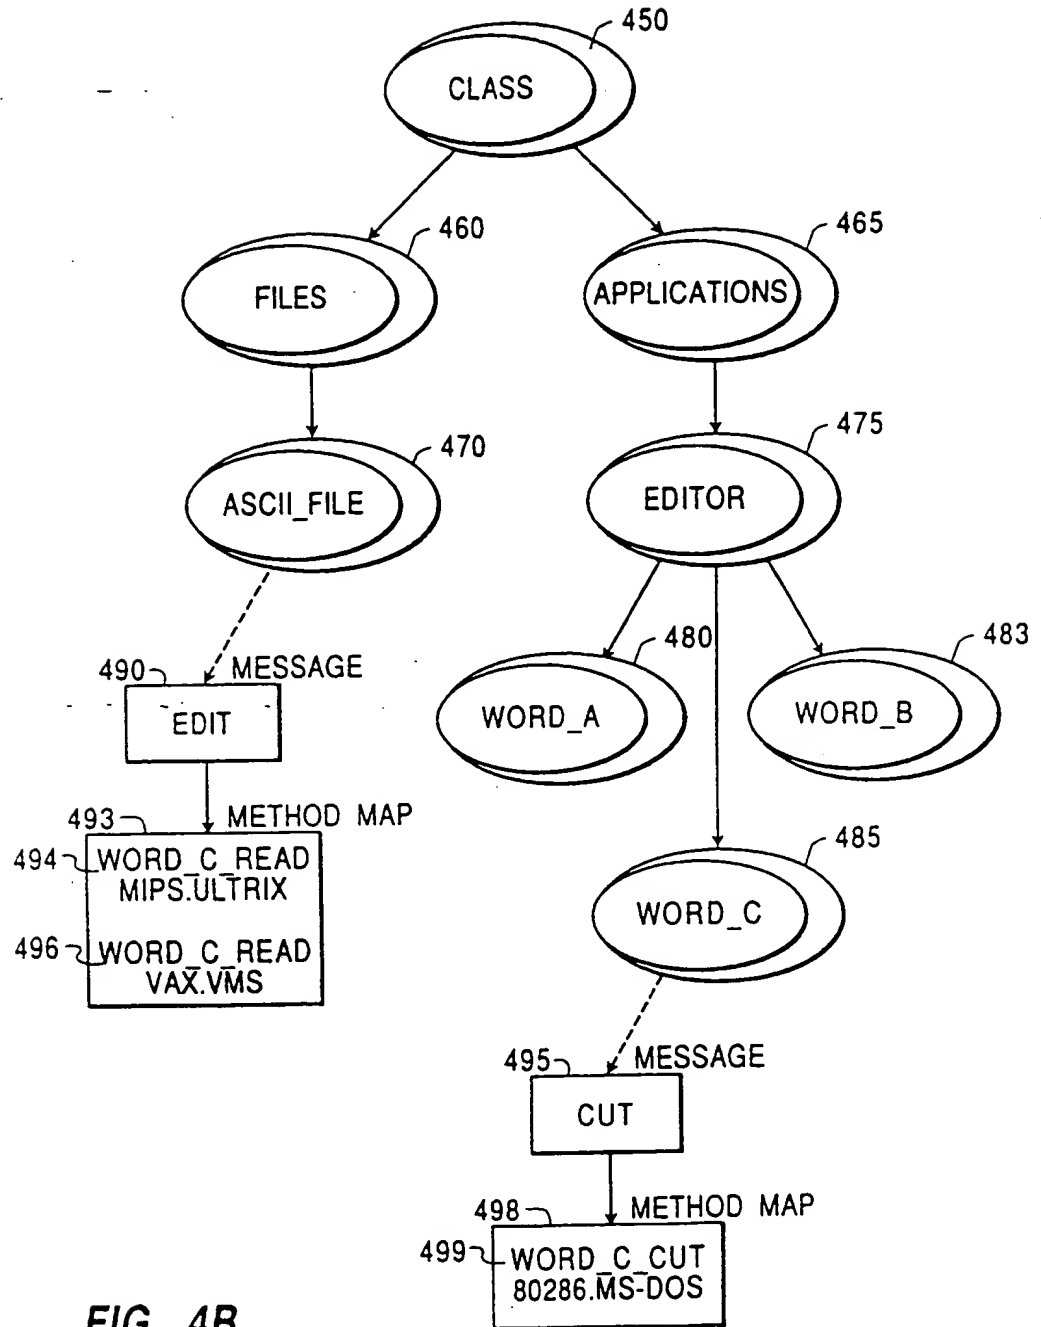 450
CLASS
460
465
FILES
APPLICATIONS
470
475
ASCII_FILE
EDITOR
480
483
490
MESSAGE
EDIT
WORD_A
WORD_B
493
METHOD MAP
485
494
WORD_C_READ
MIPS.ULTRIX
WORD_C
496
WORD_C_READ
VAX.VMS
495
MESSAGE
CUT
498
METHOD MAP
499
WORD_C_CUT
80286.MS-DOS
FIG. 4B